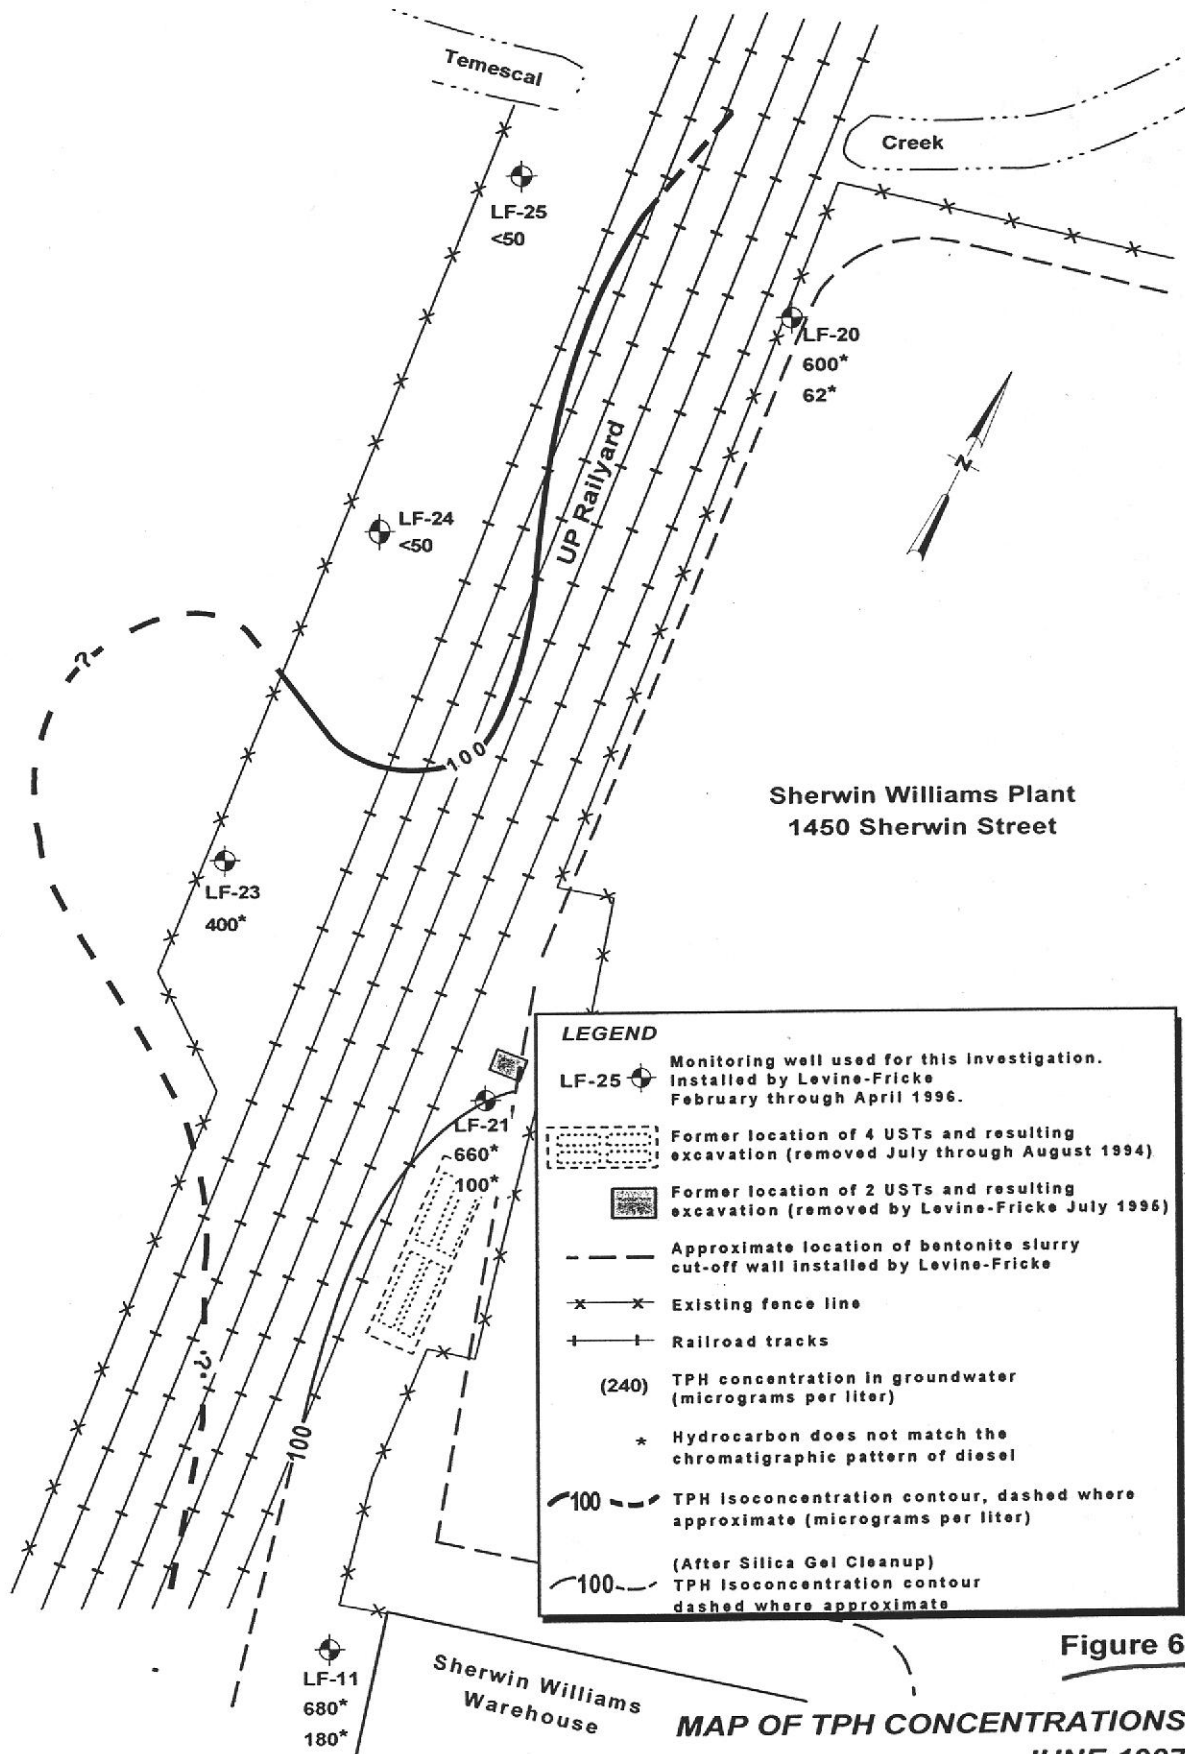 Temescal
Creek
LF-25
<50
LF-20
600*
62*
N
UP Railyard
LF-24
<50
?
100
Sherwin Williams Plant
1450 Sherwin Street
LF-23
400*
LF-21
660*
100*
?
100
LEGEND
LF-25
Monitoring well used for this investigation.
Installed by Levine-Fricke
February through April 1996.
Former location of 4 USTs and resulting
excavation (removed July through August 1994)
Former location of 2 USTs and resulting
excavation (removed by Levine-Fricke July 1995)
Approximate location of bentonite slurry
cut-off wall installed by Levine-Fricke
Existing fence line
Railroad tracks
(240)
TPH concentration in groundwater
(micrograms per liter)
*
Hydrocarbon does not match the
chromatigraphic pattern of diesel
100
TPH isoconcentration contour, dashed where
approximate (micrograms per liter)
(After Silica Gel Cleanup)
100
TPH isoconcentration contour
dashed where approximate
Figure 6
LF-11
680*
180*
Sherwin Williams
Warehouse
MAP OF TPH CONCENTRATIONS
JUNE 1997